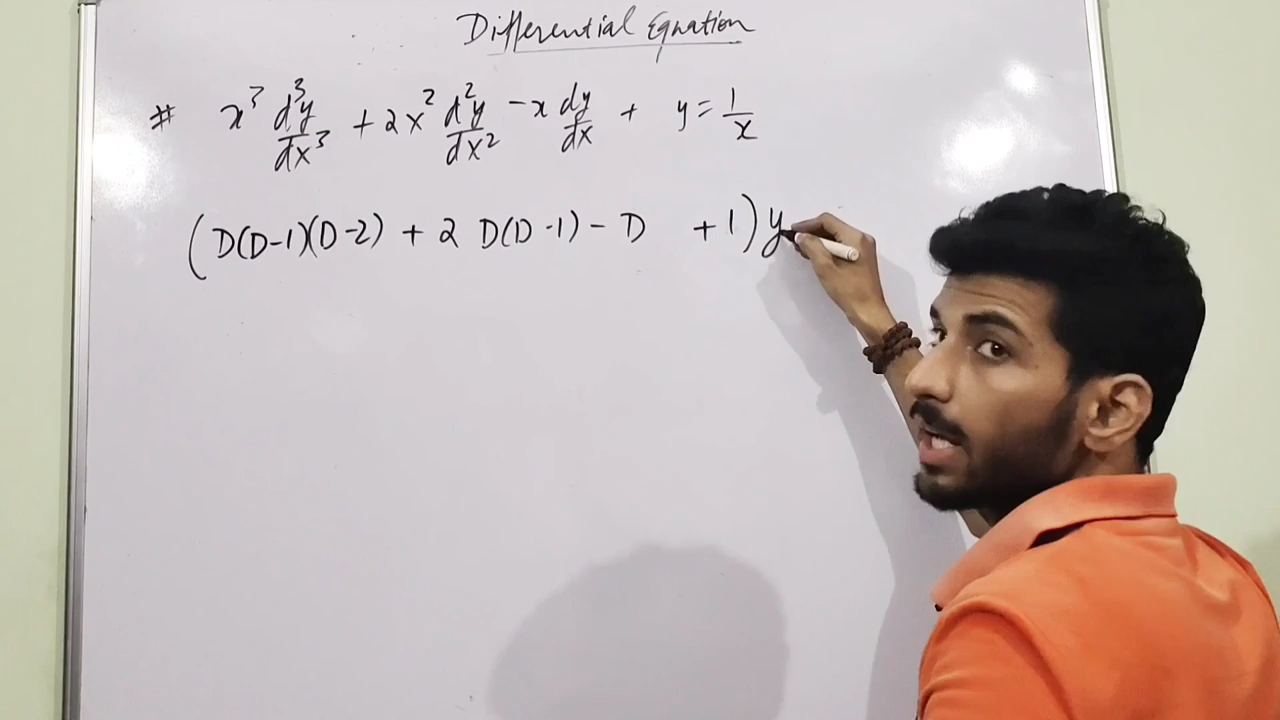 Differential Equation
# x³ d³y/dx³ + 2x² d²y/dx² - x dy/dx + y = 1/x
(D(D-1)(D-2) + 2 D(D-1) - D + 1) y